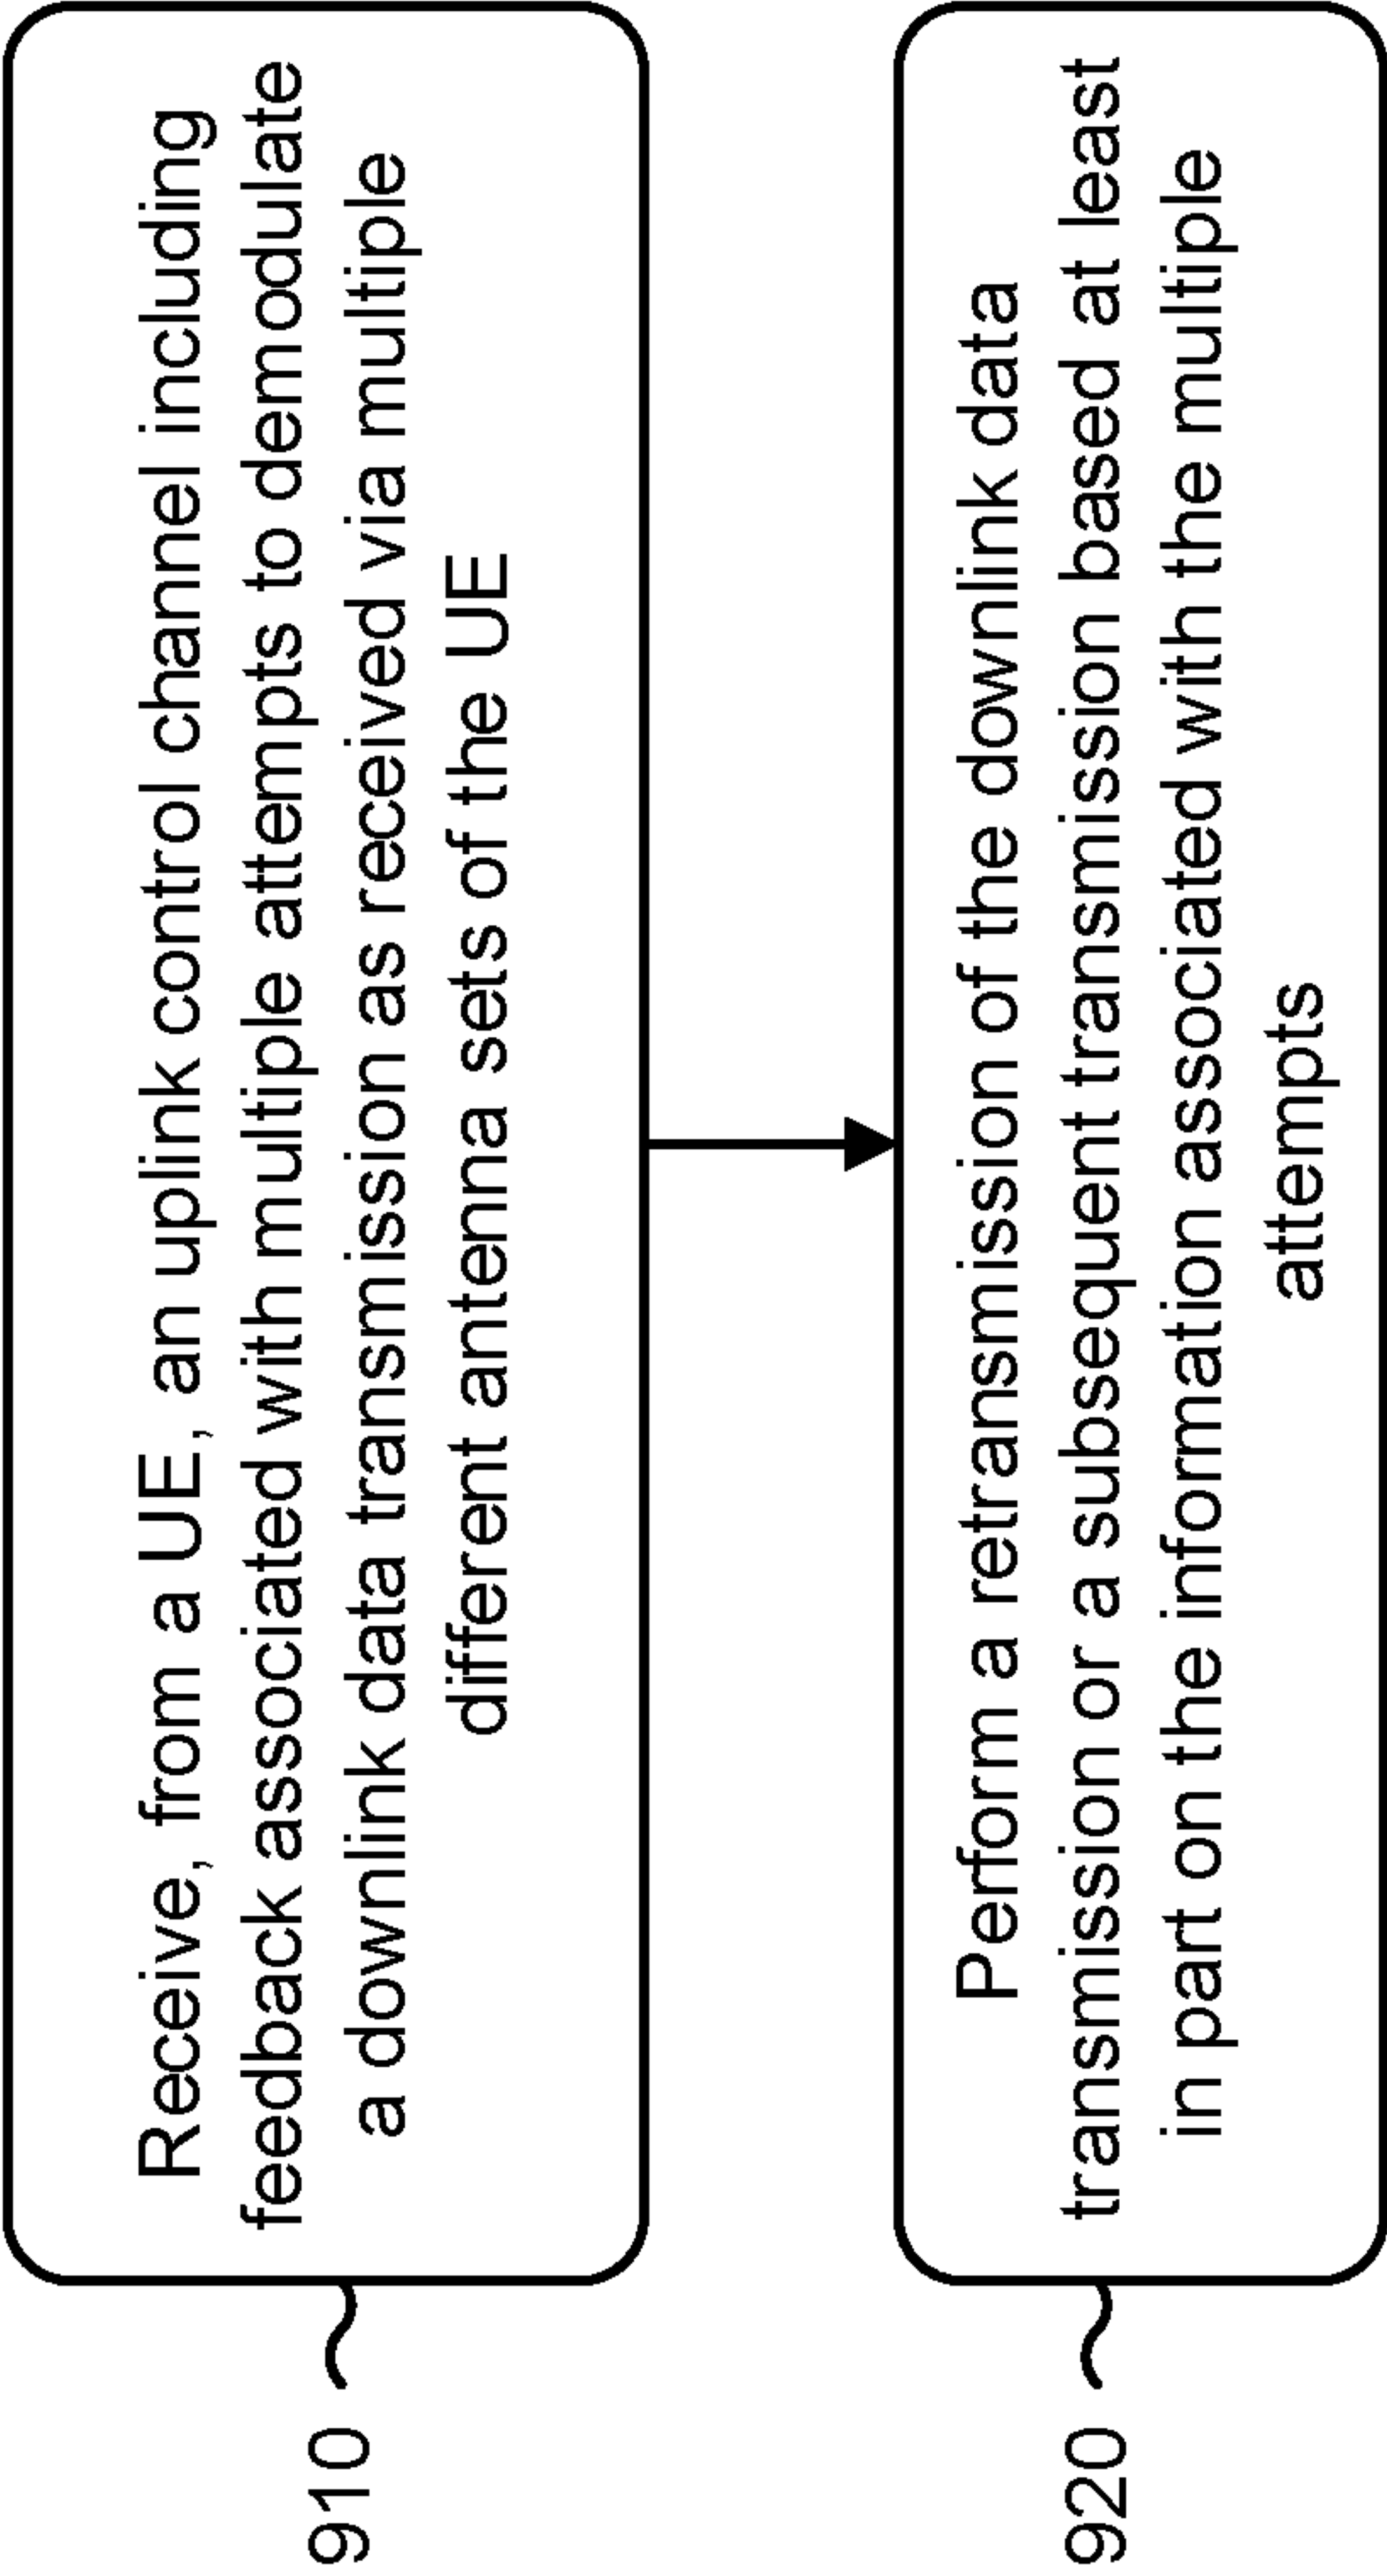 910
Receive, from a UE, an uplink control channel including
feedback associated with multiple attempts to demodulate
a downlink data transmission as received via multiple
different antenna sets of the UE
920
Perform a retransmission of the downlink data
transmission or a subsequent transmission based at least
in part on the information associated with the multiple
attempts